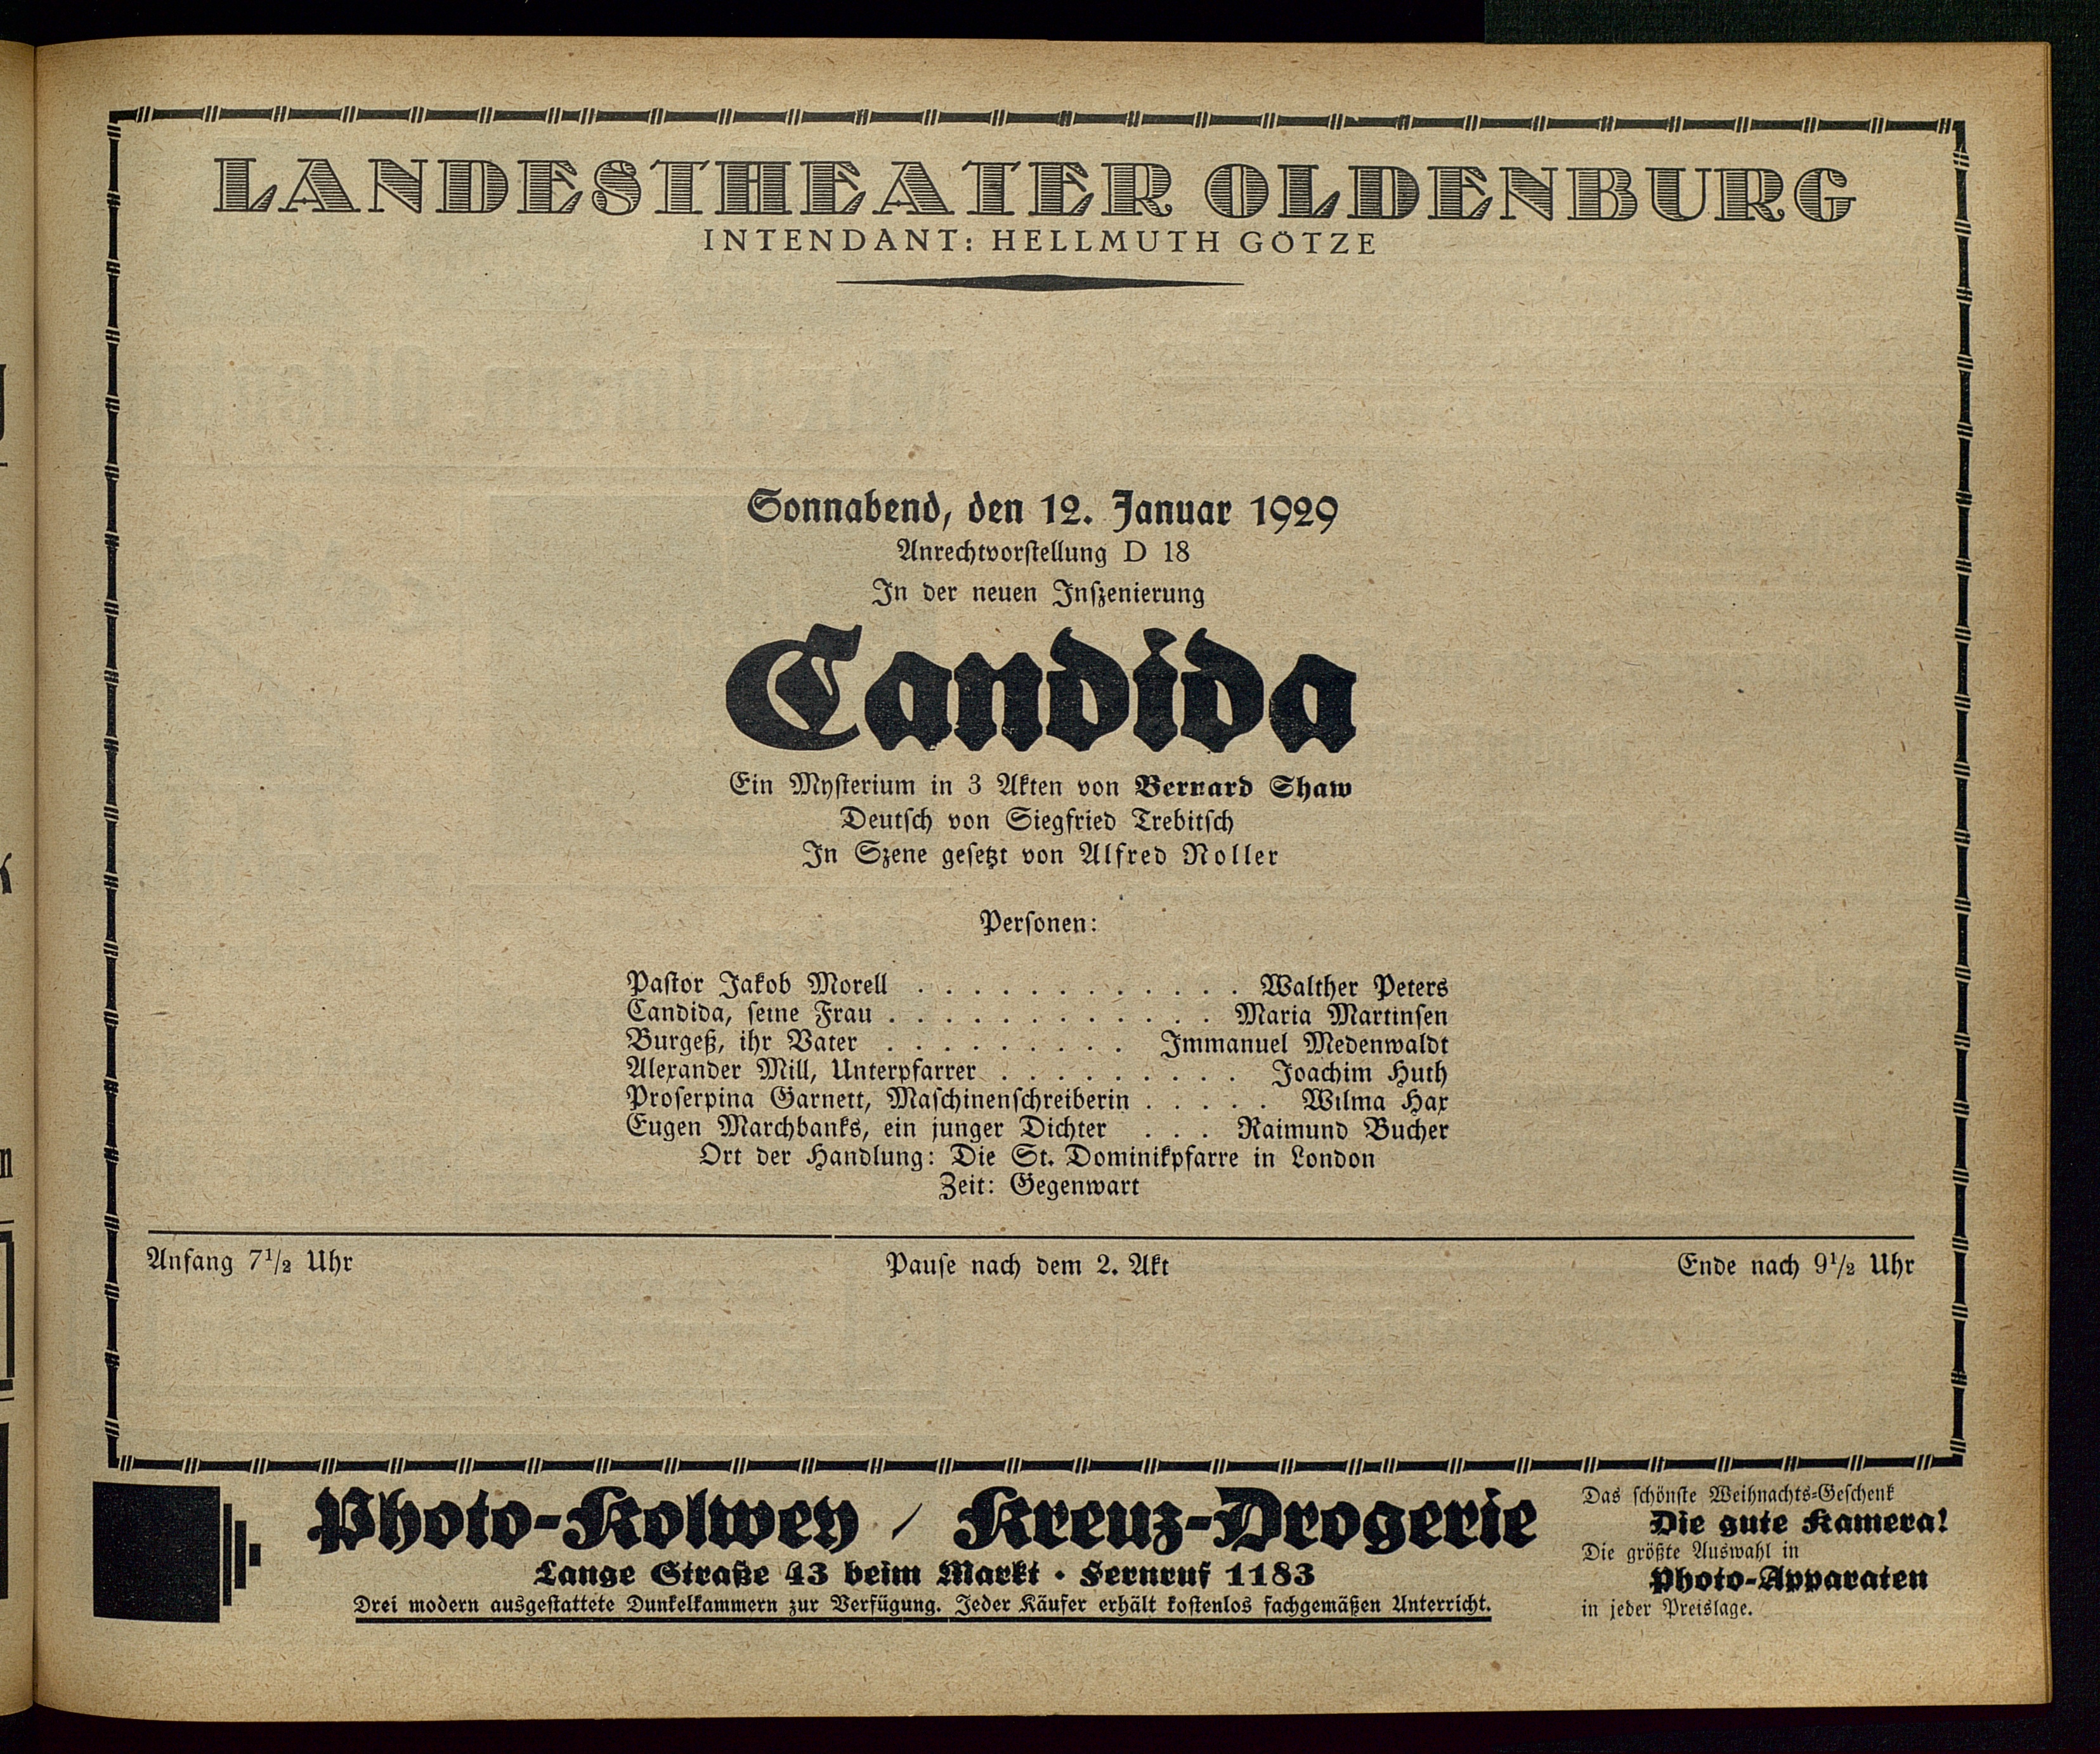 LANDESTHEATER OLDENBURG
INTENDANT: HELLMUTH GÖTZE
Sonnabend, den 12. Januar 1929
Anrechtvorstellung D 18
In der neuen Inszenierung
Candida
Ein Mysterium in 3 Akten von Bernard Shaw
Deutsch von Siegfried Trebitsch
In Szene gesetzt von Alfred Noller
Personen:
Pastor Jakob Morell . . . . . . . . . . . . Walther Peters
Candida, seine Frau . . . . . . . . . . . . Maria Martinsen
Burgeß, ihr Vater . . . . . . . . . Immanuel Medenwaldt
Alexander Mill, Unterpfarrer . . . . . . . . . Joachim Huth
Proserpina Garnett, Maschinenschreiberin . . . . . Wilma Hax
Eugen Marchbanks, ein junger Dichter . . . Raimund Bucher
Ort der Handlung: Die St. Dominikpfarre in London
Zeit: Gegenwart
Anfang 7½ Uhr Pause nach dem 2. Akt Ende nach 9½ Uhr
Photo-Kolwey / Kreuz-Drogerie
Lange Straße 43 beim Markt · Fernruf 1183
Drei modern ausgestattete Dunkelkammern zur Verfügung. Jeder Käufer erhält kostenlos fachgemäßen Unterricht.
Das schönste Weihnachts-Geschenk
Die gute Kamera!
Die größte Auswahl in
Photo-Apparaten
in jeder Preislage.